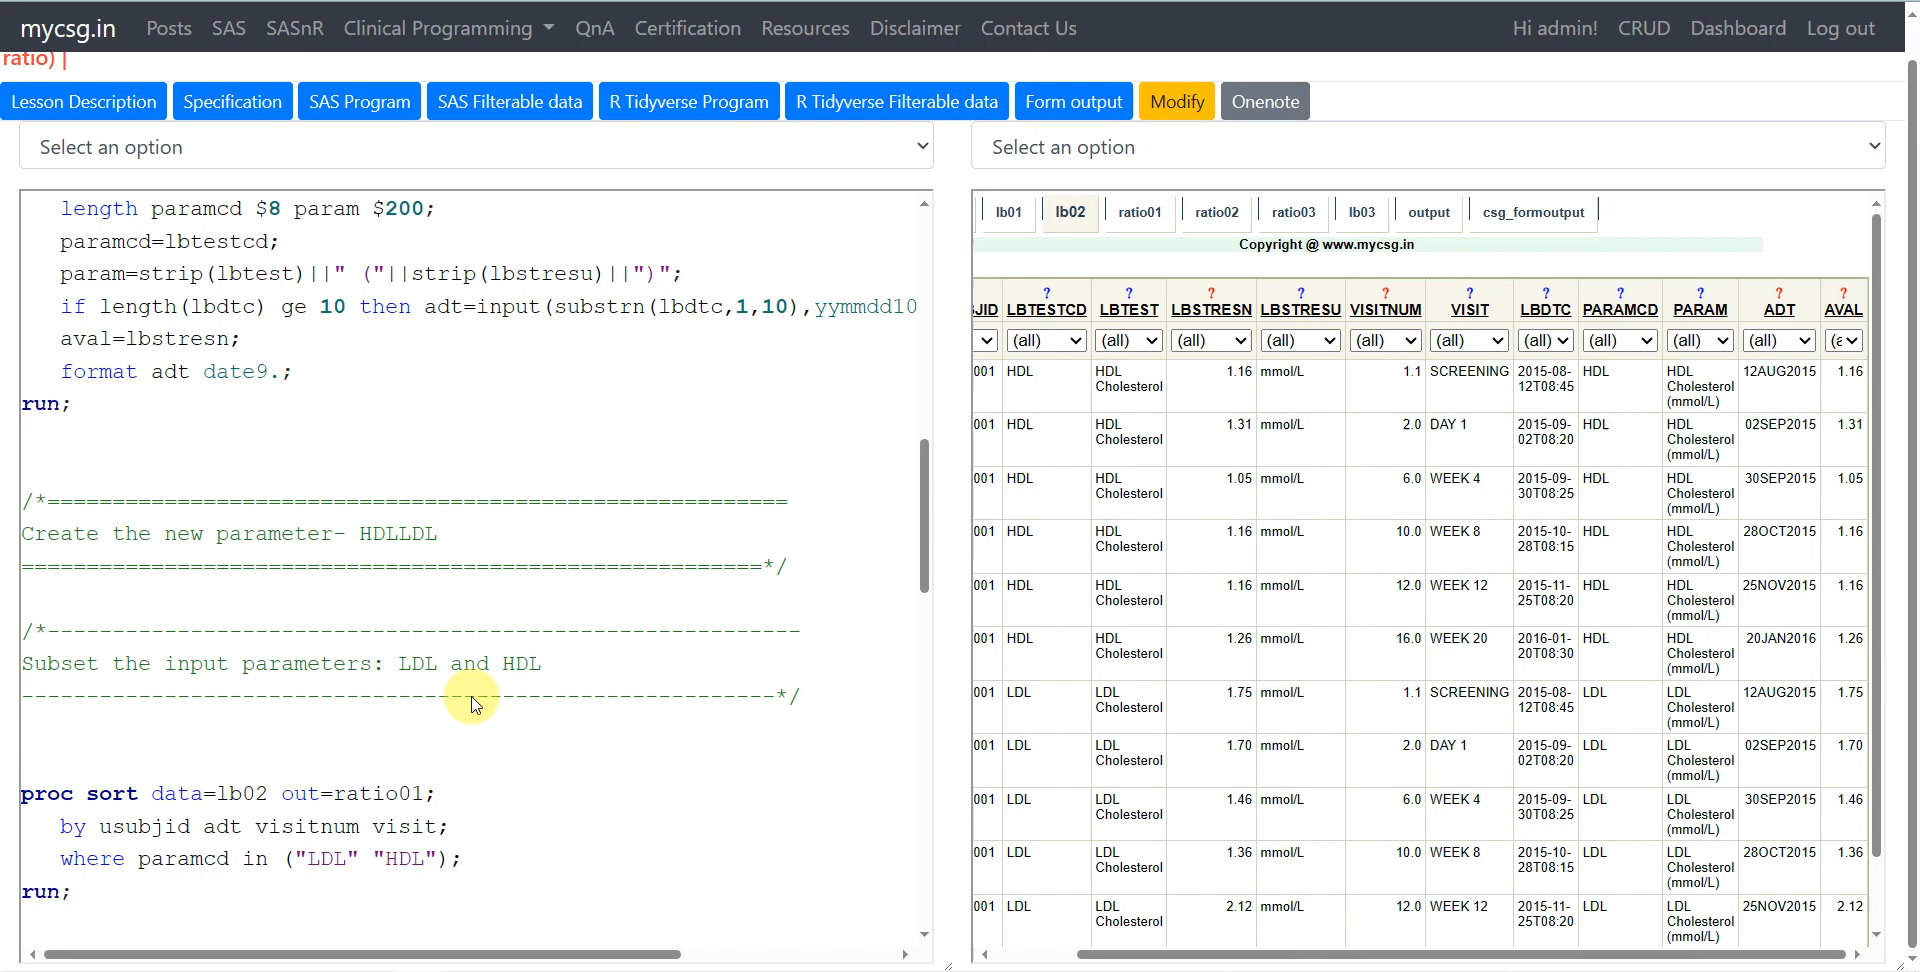 mycsg.in Posts SAS SASnR Clinical Programming QnA Certification Resources Disclaimer Contact Us Hi admin! CRUD Dashboard Log out
ratio) |
Lesson Description Specification SAS Program SAS Filterable data R Tidyverse Program R Tidyverse Filterable data Form output Modify Onenote
Select an option
length paramcd $8 param $200;
paramcd=lbtestcd;
param=strip(lbtest)||" ("||strip(lbstresu)||")";
if length(lbdtc) ge 10 then adt=input(substrn(lbdtc,1,10),yymmdd10
aval=lbstresn;
format adt date9.;
run;
/*=========================================================
Create the new parameter- HDLLDL
=========================================================*/
/*----------------------------------------------------------
Subset the input parameters: LDL and HDL
----------------------------------------------------------*/
proc sort data=lb02 out=ratio01;
by usubjid adt visitnum visit;
where paramcd in ("LDL" "HDL");
run;
Select an option
lb01 lb02 ratio01 ratio02 ratio03 lb03 output csg_formoutput
Copyright @ www.mycsg.in
? ? ? ? ? ? ? ? ? ? ?
JID LBTESTCD LBTEST LBSTRESN LBSTRESU VISITNUM VISIT LBDTC PARAMCD PARAM ADT AVAL
(all) (all) (all) (all) (all) (all) (all) (all) (all) (all) (a
001 HDL HDL 1.16 mmol/L 1.1 SCREENING 2015-08- HDL HDL 12AUG2015 1.16
Cholesterol 12T08:45 Cholesterol
(mmol/L)
001 HDL HDL 1.31 mmol/L 2.0 DAY 1 2015-09- HDL HDL 02SEP2015 1.31
Cholesterol 02T08:20 Cholesterol
(mmol/L)
001 HDL HDL 1.05 mmol/L 6.0 WEEK 4 2015-09- HDL HDL 30SEP2015 1.05
Cholesterol 30T08:25 Cholesterol
(mmol/L)
001 HDL HDL 1.16 mmol/L 10.0 WEEK 8 2015-10- HDL HDL 28OCT2015 1.16
Cholesterol 28T08:15 Cholesterol
(mmol/L)
001 HDL HDL 1.16 mmol/L 12.0 WEEK 12 2015-11- HDL HDL 25NOV2015 1.16
Cholesterol 25T08:20 Cholesterol
(mmol/L)
001 HDL HDL 1.26 mmol/L 16.0 WEEK 20 2016-01- HDL HDL 20JAN2016 1.26
Cholesterol 20T08:30 Cholesterol
(mmol/L)
001 LDL LDL 1.75 mmol/L 1.1 SCREENING 2015-08- LDL LDL 12AUG2015 1.75
Cholesterol 12T08:45 Cholesterol
(mmol/L)
001 LDL LDL 1.70 mmol/L 2.0 DAY 1 2015-09- LDL LDL 02SEP2015 1.70
Cholesterol 02T08:20 Cholesterol
(mmol/L)
001 LDL LDL 1.46 mmol/L 6.0 WEEK 4 2015-09- LDL LDL 30SEP2015 1.46
Cholesterol 30T08:25 Cholesterol
(mmol/L)
001 LDL LDL 1.36 mmol/L 10.0 WEEK 8 2015-10- LDL LDL 28OCT2015 1.36
Cholesterol 28T08:15 Cholesterol
(mmol/L)
001 LDL LDL 2.12 mmol/L 12.0 WEEK 12 2015-11- LDL LDL 25NOV2015 2.12
Cholesterol 25T08:20 Cholesterol
(mmol/L)